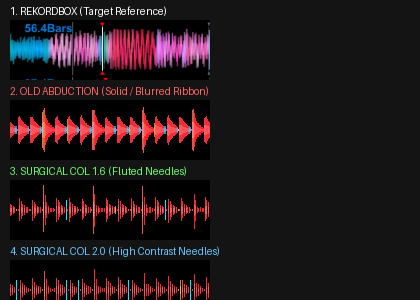 1. REKORDBOX (Target Reference)
56.4Bars
2. OLD ABDUCTION (Solid / Blurred Ribbon)
3. SURGICAL COL 1.6 (Fluted Needles)
4. SURGICAL COL 2.0 (High Contrast Needles)